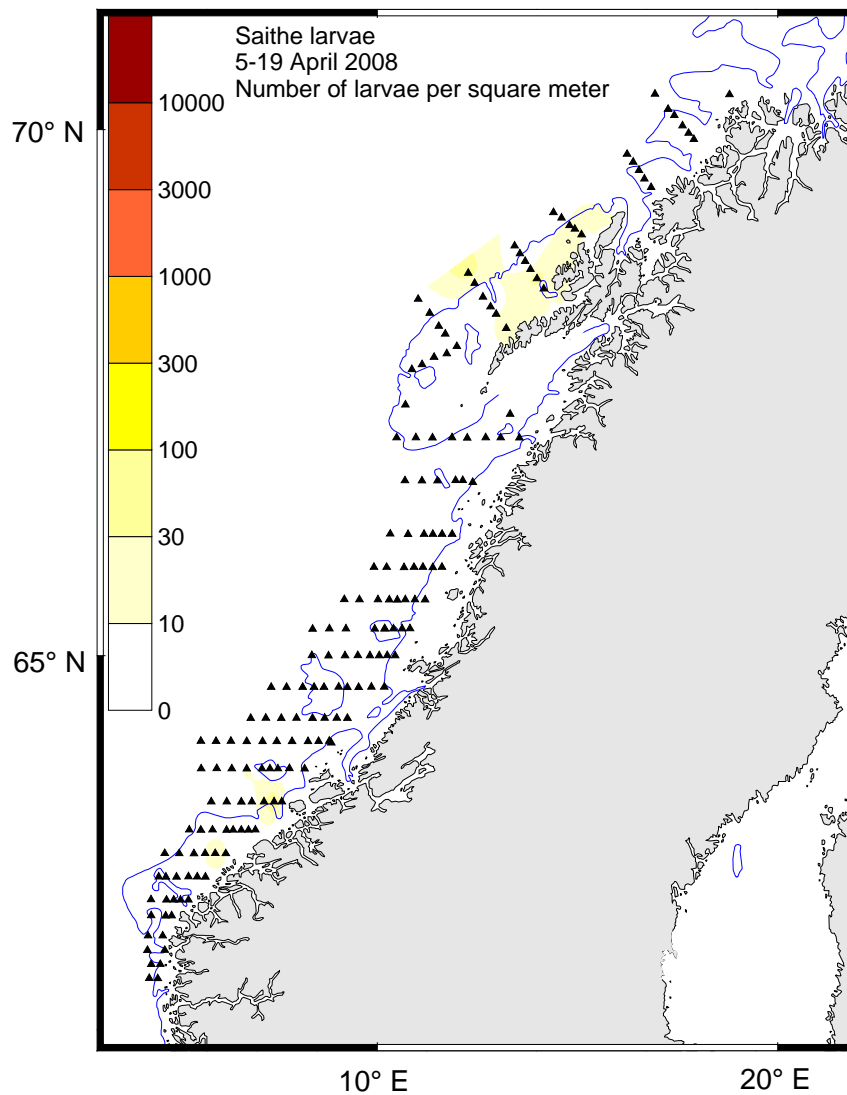 Saithe larvae
5-19 April 2008
Number of larvae per square meter
10000
3000
1000
300
100
30
10
0
70° N
65° N
10° E
20° E